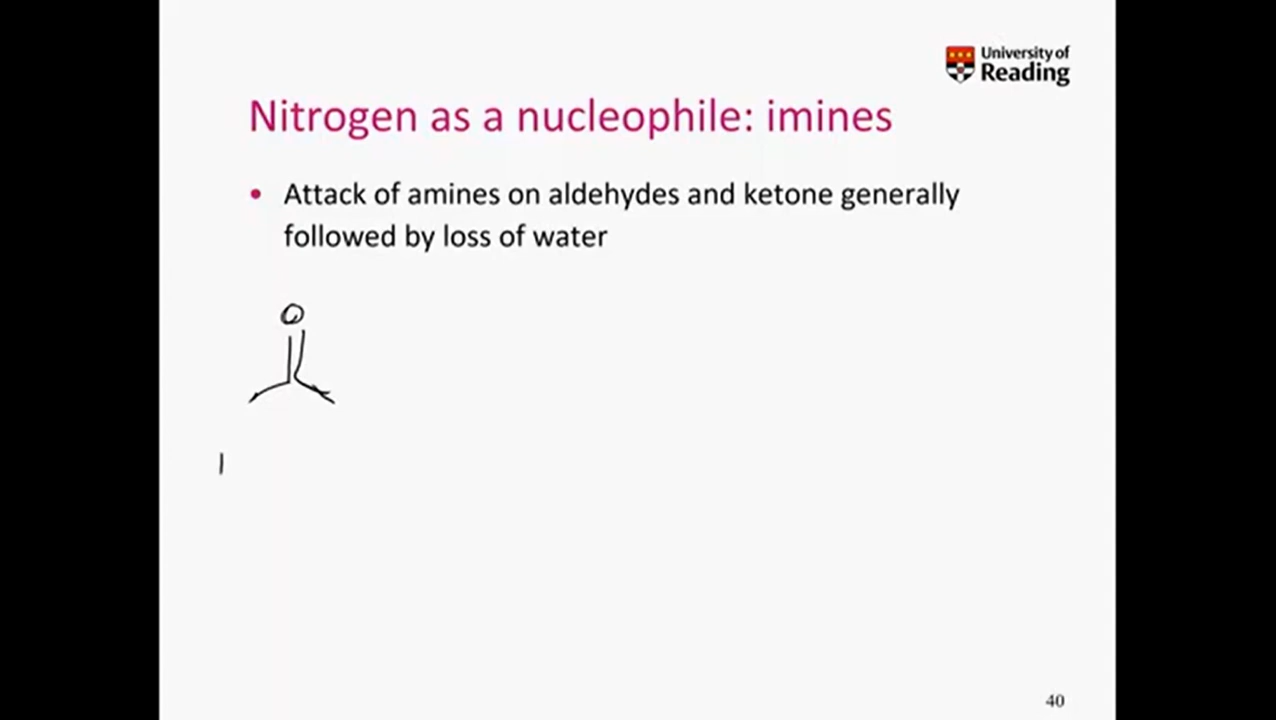 University of
Reading
Nitrogen as a nucleophile: imines
• Attack of amines on aldehydes and ketone generally
followed by loss of water
O
40